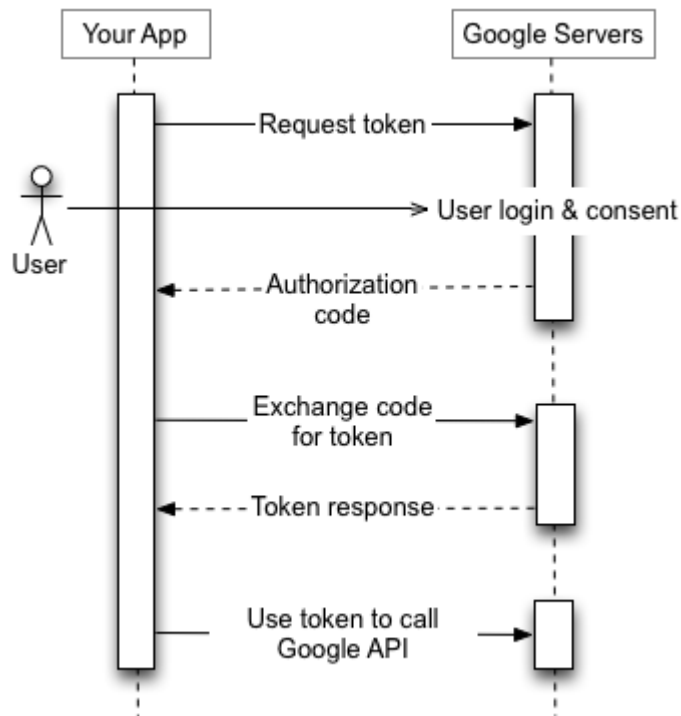 Your App
Google Servers
Request token
User login & consent
User
Authorization
code
Exchange code
for token
Token response
Use token to call
Google API